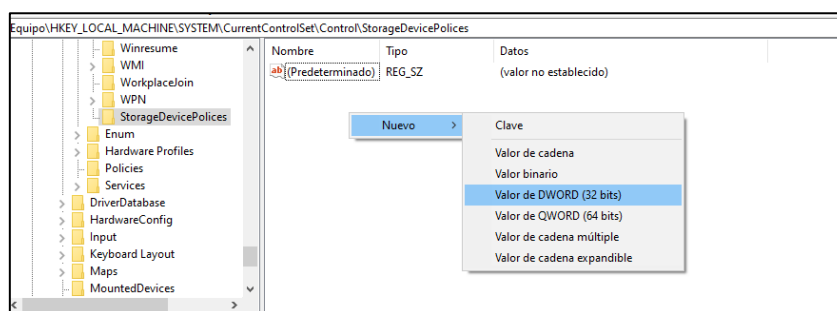 Equipo\HKEY_LOCAL_MACHINE\SYSTEM\CurrentControlSet\Control\StorageDevicePolices
Winresume
WMI
WorkplaceJoin
WPN
StorageDevicePolices
Enum
Hardware Profiles
Policies
Services
DriverDatabase
HardwareConfig
Input
Keyboard Layout
Maps
MountedDevices
Nombre Tipo Datos
ab (Predeterminado) REG_SZ (valor no establecido)
Nuevo >
Clave
Valor de cadena
Valor binario
Valor de DWORD (32 bits)
Valor de QWORD (64 bits)
Valor de cadena múltiple
Valor de cadena expandible